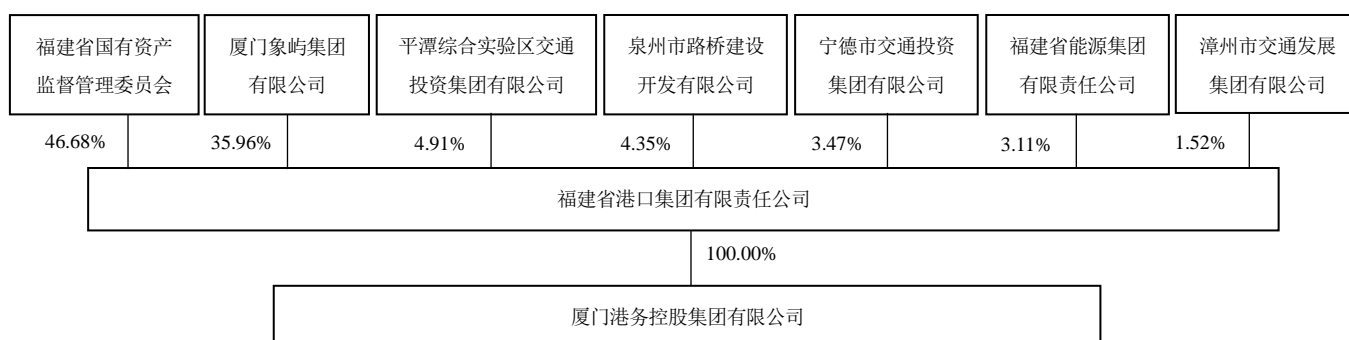 福建省国有资产
监督管理委员会
厦门象屿集团
有限公司
平潭综合实验区交通
投资集团有限公司
泉州市路桥建设
开发有限公司
宁德市交通投资
集团有限公司
福建省能源集团
有限责任公司
漳州市交通发展
集团有限公司
46.68%
35.96%
4.91%
4.35%
3.47%
3.11%
1.52%
福建省港口集团有限责任公司
100.00%
厦门港务控股集团有限公司